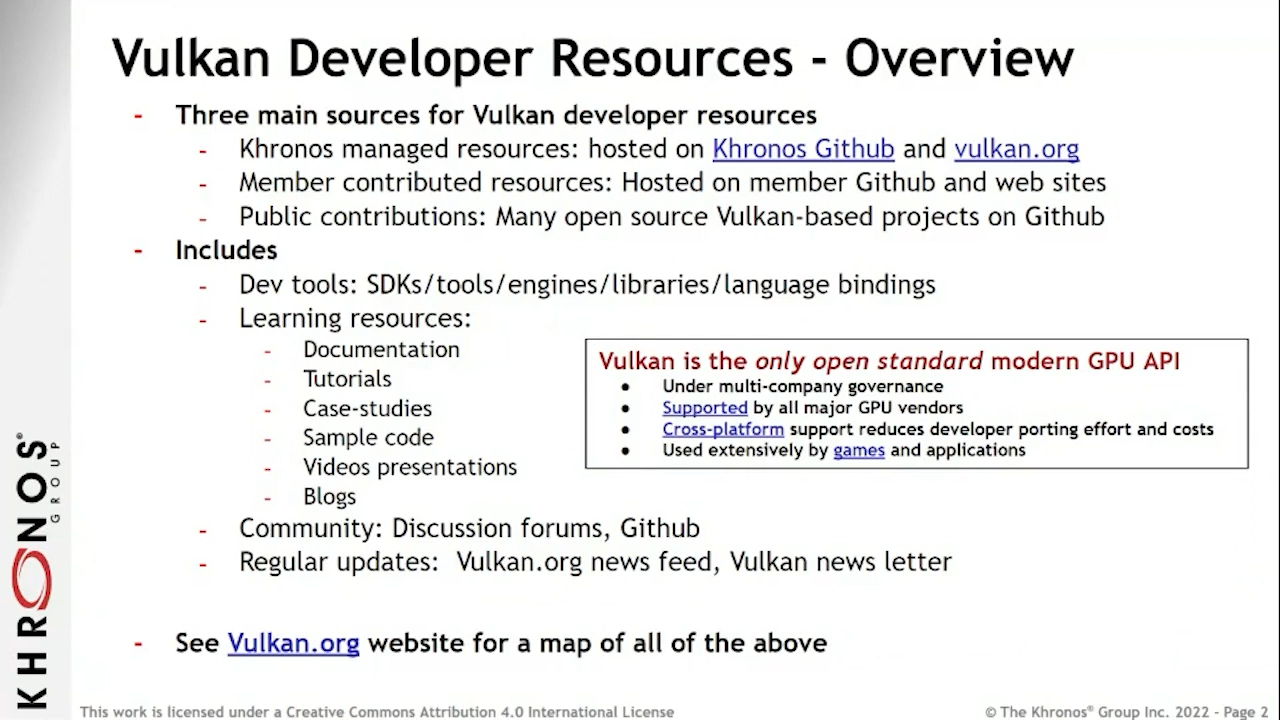 Vulkan Developer Resources - Overview
- Three main sources for Vulkan developer resources
- Khronos managed resources: hosted on Khronos Github and vulkan.org
- Member contributed resources: Hosted on member Github and web sites
- Public contributions: Many open source Vulkan-based projects on Github
- Includes
- Dev tools: SDKs/tools/engines/libraries/language bindings
- Learning resources:
- Documentation
- Tutorials
- Case-studies
- Sample code
- Videos presentations
- Blogs
Vulkan is the only open standard modern GPU API
• Under multi-company governance
• Supported by all major GPU vendors
• Cross-platform support reduces developer porting effort and costs
• Used extensively by games and applications
- Community: Discussion forums, Github
- Regular updates: Vulkan.org news feed, Vulkan news letter
- See Vulkan.org website for a map of all of the above
KHRONOS®
GROUP
This work is licensed under a Creative Commons Attribution 4.0 International License
© The Khronos® Group Inc. 2022 - Page 2